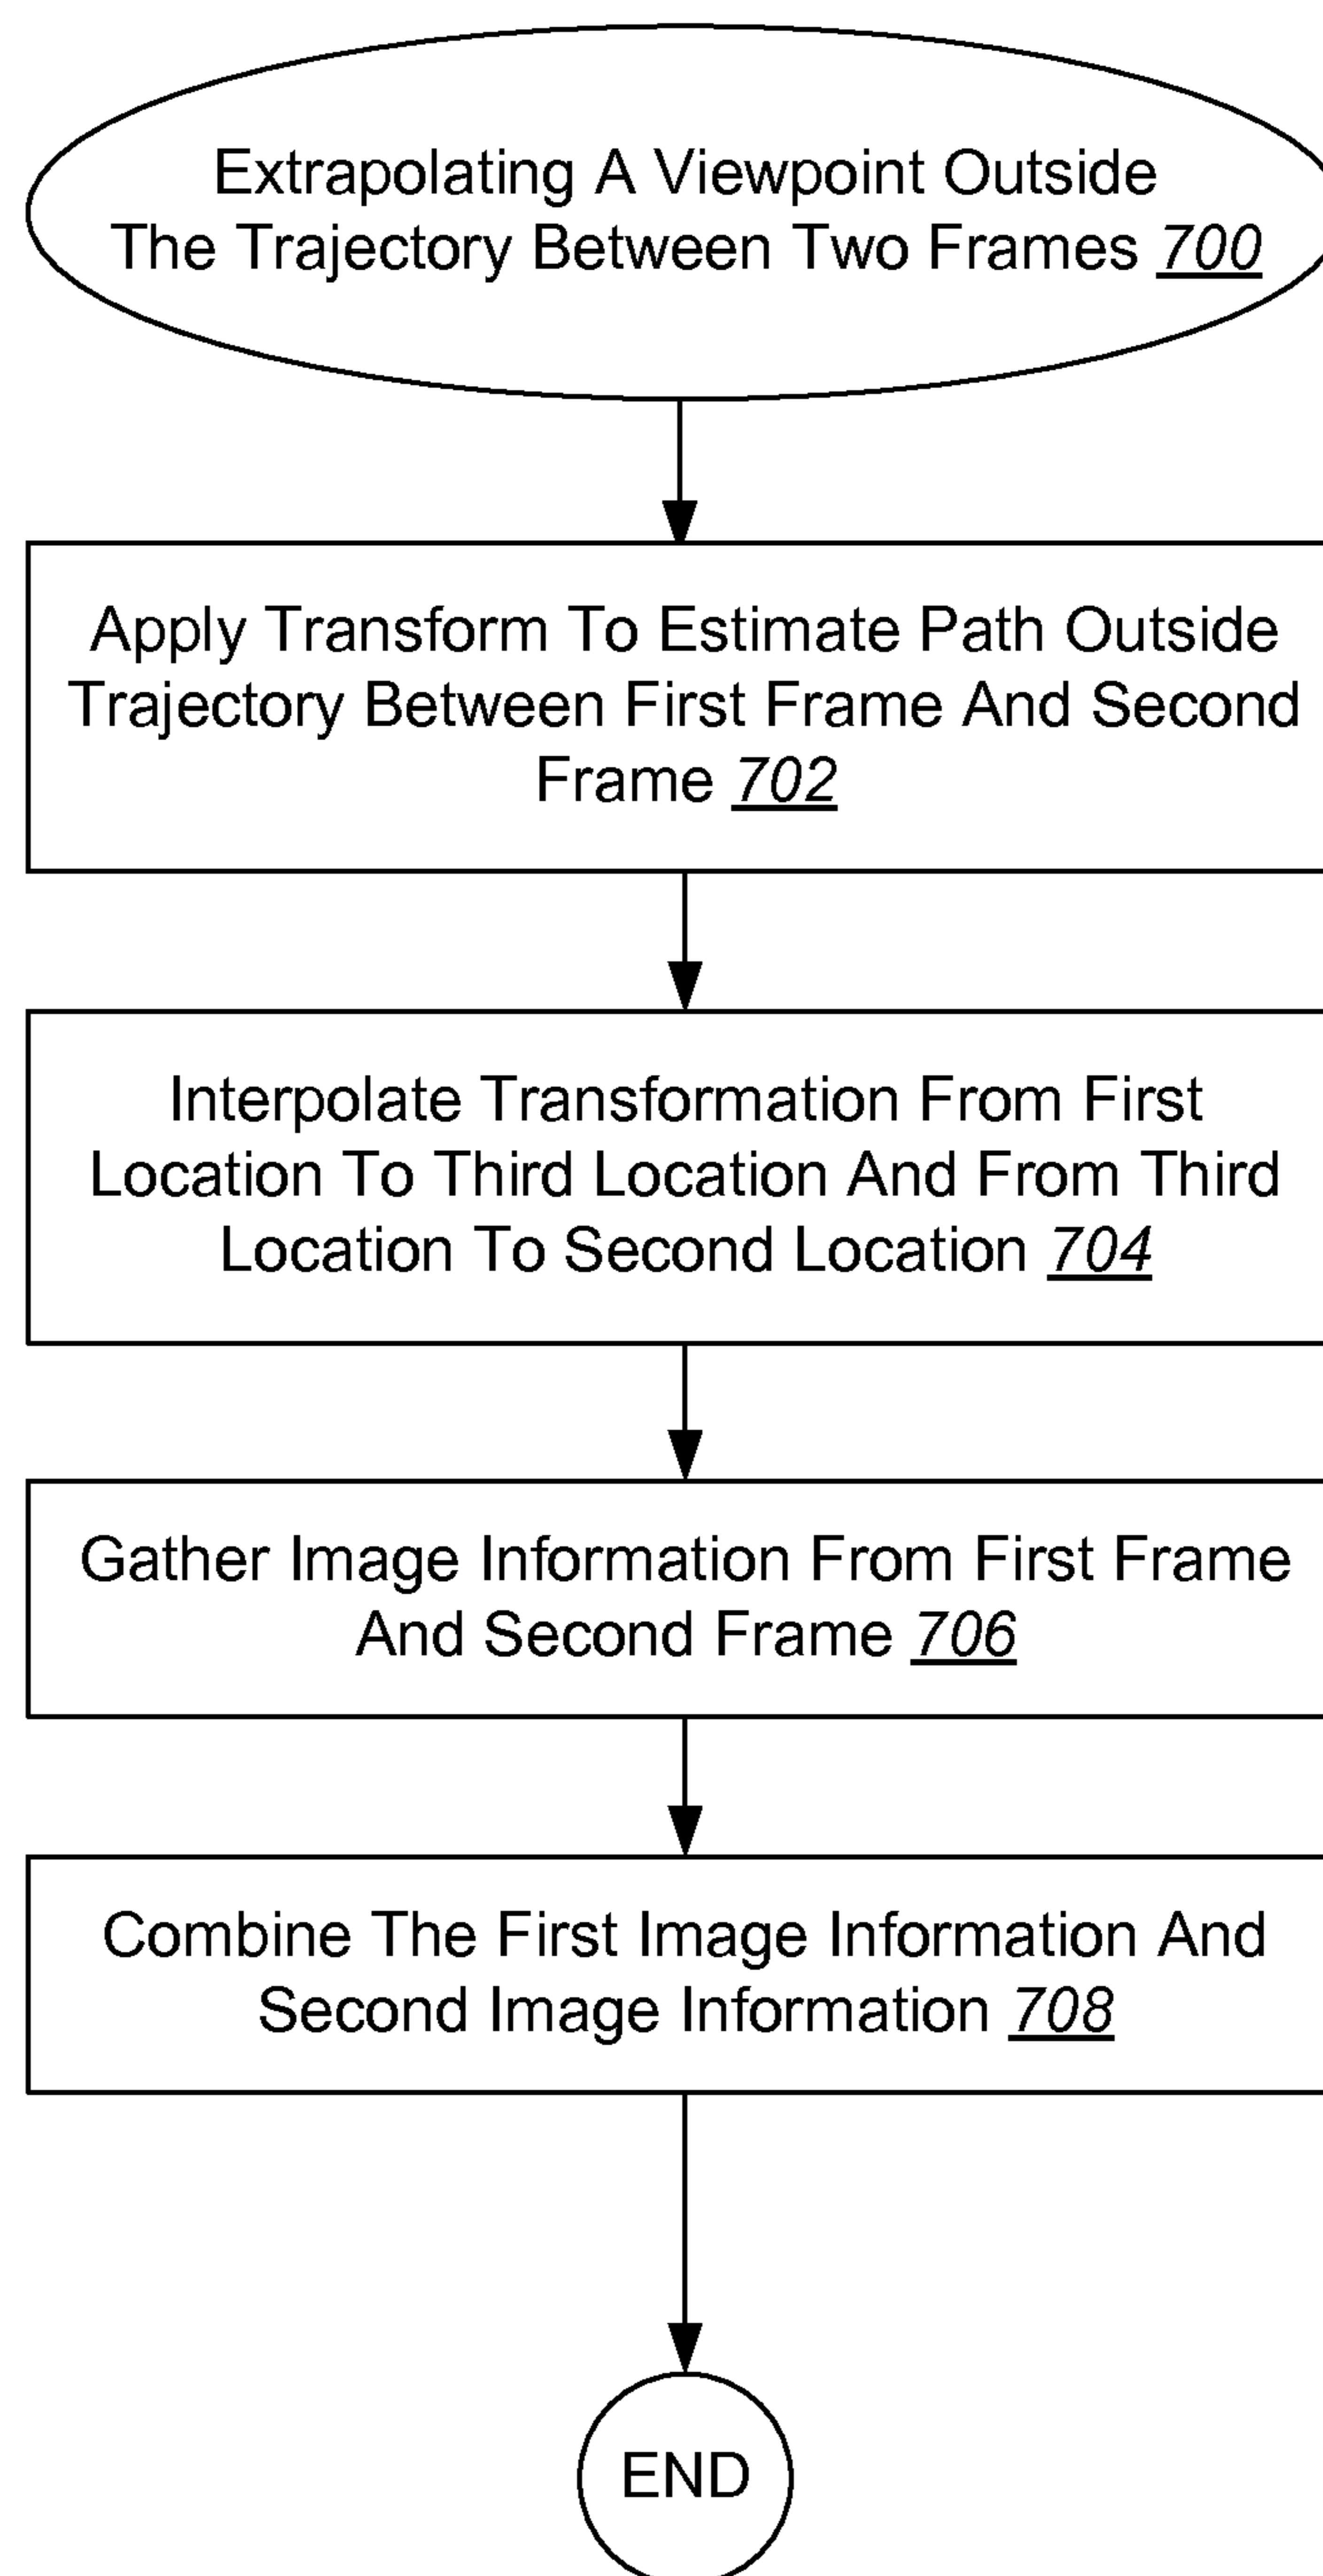 Extrapolating A Viewpoint Outside
The Trajectory Between Two Frames 700
Apply Transform To Estimate Path Outside
Trajectory Between First Frame And Second
Frame 702
Interpolate Transformation From First
Location To Third Location And From Third
Location To Second Location 704
Gather Image Information From First Frame
And Second Frame 706
Combine The First Image Information And
Second Image Information 708
END